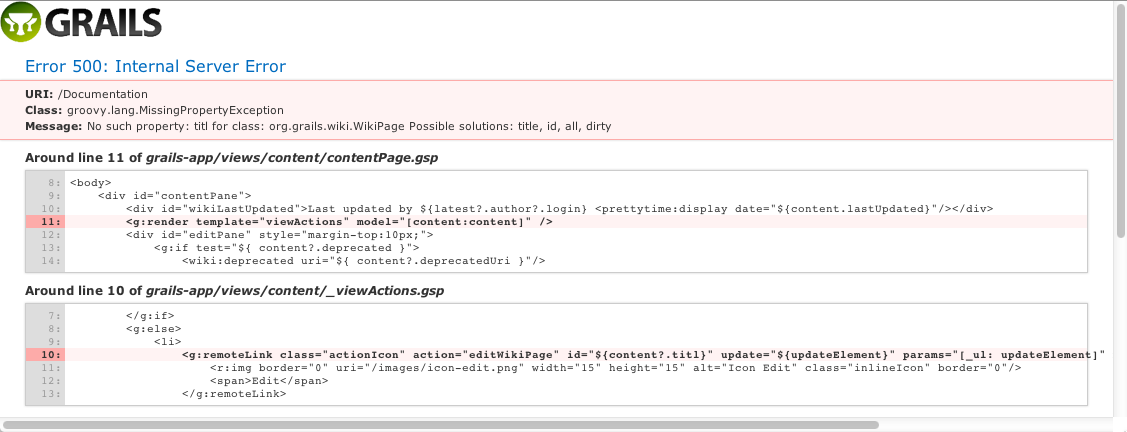 GRAILS
Error 500: Internal Server Error
URI: /Documentation
Class: groovy.lang.MissingPropertyException
Message: No such property: titl for class: org.grails.wiki.WikiPage Possible solutions: title, id, all, dirty
Around line 11 of grails-app/views/content/contentPage.gsp
8: <body>
9: <div id="contentPane">
10: <div id="wikiLastUpdated">Last updated by ${latest?.author?.login} <prettytime:display date="${content.lastUpdated}"/></div>
11: <g:render template="viewActions" model="[content:content]" />
12: <div id="editPane" style="margin-top:10px;">
13: <g:if test="${ content?.deprecated }">
14: <wiki:deprecated uri="${ content?.deprecatedUri }"/>
Around line 10 of grails-app/views/content/_viewActions.gsp
7: </g:if>
8: <g:else>
9: <li>
10: <g:remoteLink class="actionIcon" action="editWikiPage" id="${content?.titl}" update="${updateElement}" params="[_ul: updateElement]"
11: <r:img border="0" uri="/images/icon-edit.png" width="15" height="15" alt="Icon Edit" class="inlineIcon" border="0"/>
12: <span>Edit</span>
13: </g:remoteLink>